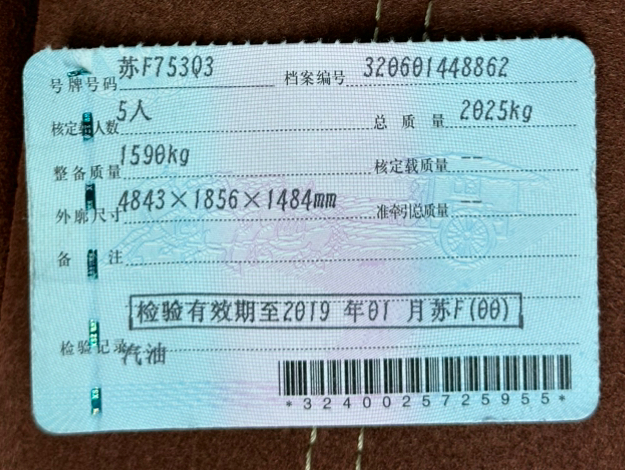 号牌号码 苏F753Q3 档案编号 320601448862
核定载人数 5人 总质量 2025kg
整备质量 1590kg 核定载质量 --
外廓尺寸 4843×1856×1484mm 准牵引总质量 --
备注
检验有效期至2019 年01 月苏F(00)
检验记录 汽油
*3240025725955*